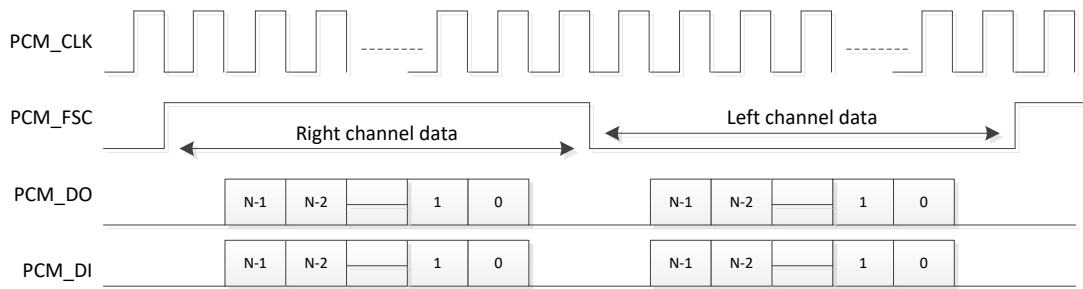 PCM_CLK
PCM_FSC
Right channel data
Left channel data
PCM_DO
N-1 N-2 1 0 N-1 N-2 1 0
PCM_DI
N-1 N-2 1 0 N-1 N-2 1 0